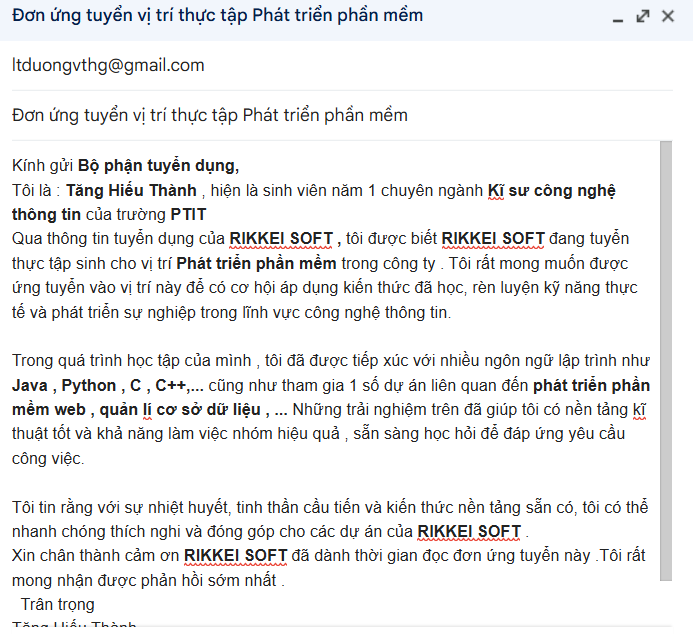 Đơn ứng tuyển vị trí thực tập Phát triển phần mềm
ltduongvthg@gmail.com
Đơn ứng tuyển vị trí thực tập Phát triển phần mềm
Kính gửi Bộ phận tuyển dụng,
Tôi là : Tăng Hiếu Thành , hiện là sinh viên năm 1 chuyên ngành Kĩ sư công nghệ
thông tin của trường PTIT
Qua thông tin tuyển dụng của RIKKEI SOFT , tôi được biết RIKKEI SOFT đang tuyển
thực tập sinh cho vị trí Phát triển phần mềm trong công ty . Tôi rất mong muốn được
ứng tuyển vào vị trí này để có cơ hội áp dụng kiến thức đã học, rèn luyện kỹ năng thực
tế và phát triển sự nghiệp trong lĩnh vực công nghệ thông tin.
Trong quá trình học tập của mình , tôi đã được tiếp xúc với nhiều ngôn ngữ lập trình như
Java , Python , C , C++,... cũng như tham gia 1 số dự án liên quan đến phát triển phần
mềm web , quản lí cơ sở dữ liệu , ... Những trải nghiệm trên đã giúp tôi có nền tảng kĩ
thuật tốt và khả năng làm việc nhóm hiệu quả , sẵn sàng học hỏi để đáp ứng yêu cầu
công việc.
Tôi tin rằng với sự nhiệt huyết, tinh thần cầu tiến và kiến thức nền tảng sẵn có, tôi có thể
nhanh chóng thích nghi và đóng góp cho các dự án của RIKKEI SOFT .
Xin chân thành cảm ơn RIKKEI SOFT đã dành thời gian đọc đơn ứng tuyển này .Tôi rất
mong nhận được phản hồi sớm nhất .
Trân trọng
Tăng Hiếu Thành